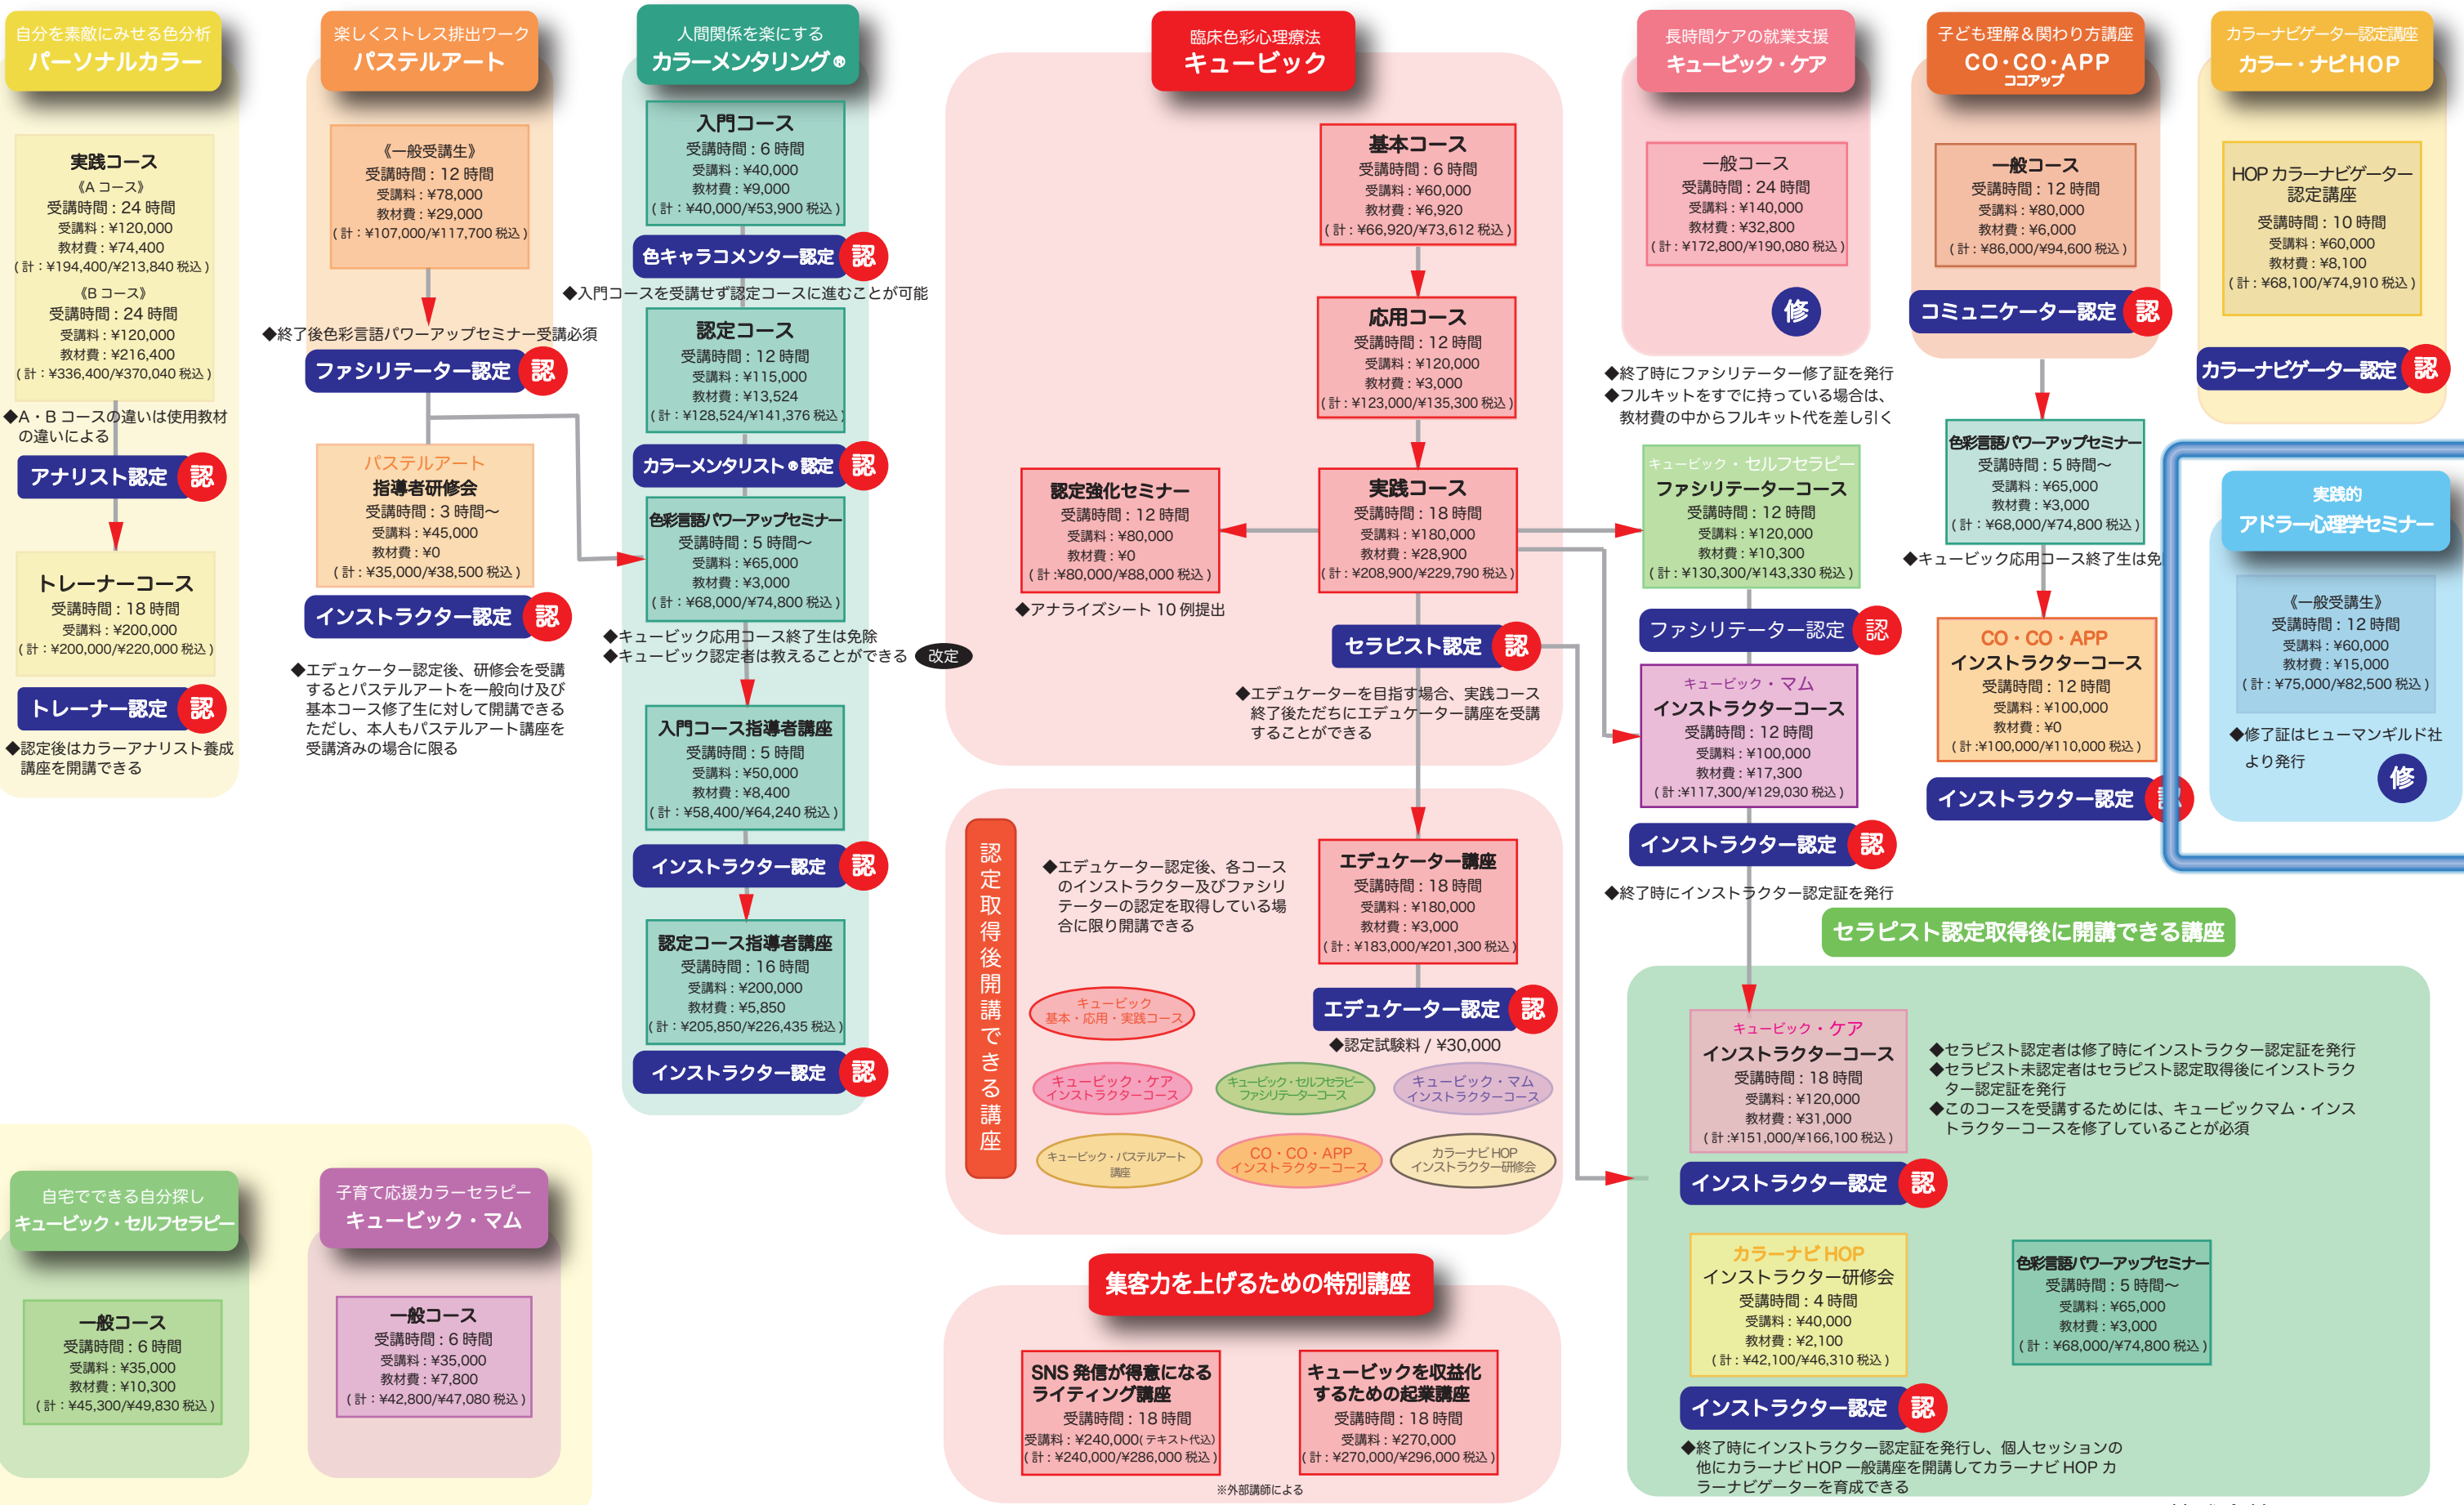 自分を素敵にみせる色分析
パーソナルカラー
実践コース
《A コース》
受講時間 : 24 時間
受講料 : ¥120,000
教材費 : ¥74,400
( 計 : ¥194,400/¥213,840 税込 )
《B コース》
受講時間 : 24 時間
受講料 : ¥120,000
教材費 : ¥216,400
( 計 : ¥336,400/¥370,040 税込 )
◆A・B コースの違いは使用教材
の違いによる
アナリスト認定 認
トレーナーコース
受講時間 : 18 時間
受講料 : ¥200,000
( 計 : ¥200,000/¥220,000 税込 )
トレーナー認定 認
◆認定後はカラーアナリスト養成
講座を開講できる
楽しくストレス排出ワーク
パステルアート
《一般受講生》
受講時間 : 12 時間
受講料 : ¥78,000
教材費 : ¥29,000
( 計 : ¥107,000/¥117,700 税込 )
◆終了後色彩言語パワーアップセミナー受講必須
ファシリテーター認定 認
パステルアート
指導者研修会
受講時間 : 3 時間〜
受講料 : ¥45,000
教材費 : ¥0
( 計 : ¥35,000/¥38,500 税込 )
インストラクター認定 認
◆エデュケーター認定後、研修会を受講
するとパステルアートを一般向け及び
基本コース修了生に対して開講できる
ただし、本人もパステルアート講座を
受講済みの場合に限る
人間関係を楽にする
カラーメンタリング®
入門コース
受講時間 : 6 時間
受講料 : ¥40,000
教材費 : ¥9,000
( 計 : ¥40,000/¥53,900 税込 )
色キャラコメンター認定 認
◆入門コースを受講せず認定コースに進むことが可能
認定コース
受講時間 : 12 時間
受講料 : ¥115,000
教材費 : ¥13,524
( 計 : ¥128,524/¥141,376 税込 )
カラーメンタリスト®認定 認
色彩言語パワーアップセミナー
受講時間 : 5 時間〜
受講料 : ¥65,000
教材費 : ¥3,000
( 計 : ¥68,000/¥74,800 税込 )
◆キュービック応用コース終了生は免除
◆キュービック認定者は教えることができる 改定
入門コース指導者講座
受講時間 : 5 時間
受講料 : ¥50,000
教材費 : ¥8,400
( 計 : ¥58,400/¥64,240 税込 )
インストラクター認定 認
認定コース指導者講座
受講時間 : 16 時間
受講料 : ¥200,000
教材費 : ¥5,850
( 計 : ¥205,850/¥226,435 税込 )
インストラクター認定 認
臨床色彩心理療法
キュービック
基本コース
受講時間 : 6 時間
受講料 : ¥60,000
教材費 : ¥6,920
( 計 : ¥66,920/¥73,612 税込 )
応用コース
受講時間 : 12 時間
受講料 : ¥120,000
教材費 : ¥3,000
( 計 : ¥123,000/¥135,300 税込 )
認定強化セミナー
受講時間 : 12 時間
受講料 : ¥80,000
教材費 : ¥0
( 計 :¥80,000/¥88,000 税込 )
◆アナライズシート 10 例提出
実践コース
受講時間 : 18 時間
受講料 : ¥180,000
教材費 : ¥28,900
( 計 : ¥208,900/¥229,790 税込 )
セラピスト認定 認
◆エデュケーターを目指す場合、実践コース
終了後ただちにエデュケーター講座を受講
することができる
認定取得後開講できる講座
◆エデュケーター認定後、各コース
のインストラクター及びファシリ
テーターの認定を取得している場
合に限り開講できる
エデュケーター講座
受講時間 : 18 時間
受講料 : ¥180,000
教材費 : ¥3,000
( 計 : ¥183,000/¥201,300 税込 )
エデュケーター認定 認
◆認定試験料 / ¥30,000
キュービック
基本・応用・実践コース
キュービック・ケア
インストラクターコース
キュービック・セルフセラピー
ファシリテーターコース
キュービック・マム
インストラクターコース
キュービック・パステルアート
講座
CO・CO・APP
インストラクターコース
カラーナビ HOP
インストラクター研修会
集客力を上げるための特別講座
SNS 発信が得意になる
ライティング講座
受講時間 : 18 時間
受講料 : ¥240,000( テキスト代込)
( 計 : ¥240,000/¥286,000 税込 )
キュービックを収益化
するための起業講座
受講時間 : 18 時間
受講料 : ¥270,000
( 計 : ¥270,000/¥296,000 税込 )
※外部講師による
長時間ケアの就業支援
キュービック・ケア
一般コース
受講時間 : 24 時間
受講料 : ¥140,000
教材費 : ¥32,800
( 計 : ¥172,800/¥190,080 税込 )
修
◆終了時にファシリテーター修了証を発行
◆フルキットをすでに持っている場合は、
教材費の中からフルキット代を差し引く
キュービック・セルフセラピー
ファシリテーターコース
受講時間 : 12 時間
受講料 : ¥120,000
教材費 : ¥10,300
( 計 : ¥130,300/¥143,330 税込 )
ファシリテーター認定 認
キュービック・マム
インストラクターコース
受講時間 : 12 時間
受講料 : ¥100,000
教材費 : ¥17,300
( 計 :¥117,300/¥129,030 税込 )
インストラクター認定 認
◆終了時にインストラクター認定証を発行
子ども理解&関わり方講座
CO・CO・APP
ココアップ
一般コース
受講時間 : 12 時間
受講料 : ¥80,000
教材費 : ¥6,000
( 計 : ¥86,000/¥94,600 税込 )
コミュニケーター認定 認
色彩言語パワーアップセミナー
受講時間 : 5 時間〜
受講料 : ¥65,000
教材費 : ¥3,000
( 計 : ¥68,000/¥74,800 税込 )
◆キュービック応用コース終了生は免
CO・CO・APP
インストラクターコース
受講時間 : 12 時間
受講料 : ¥100,000
教材費 : ¥0
( 計 :¥100,000/¥110,000 税込 )
インストラクター認定
カラーナビゲーター認定講座
カラー・ナビHOP
HOP カラーナビゲーター
認定講座
受講時間 : 10 時間
受講料 : ¥60,000
教材費 : ¥8,100
( 計 : ¥68,100/¥74,910 税込 )
カラーナビゲーター認定 認
実践的
アドラー心理学セミナー
《一般受講生》
受講時間 : 12 時間
受講料 : ¥60,000
教材費 : ¥15,000
( 計 : ¥75,000/¥82,500 税込 )
◆修了証はヒューマンギルド社
より発行
修
セラピスト認定取得後に開講できる講座
キュービック・ケア
インストラクターコース
受講時間 : 18 時間
受講料 : ¥120,000
教材費 : ¥31,000
( 計 :¥151,000/¥166,100 税込 )
◆セラピスト認定者は修了時にインストラクター認定証を発行
◆セラピスト未認定者はセラピスト認定取得後にインストラク
ター認定証を発行
◆このコースを受講するためには、キュービックマム・インス
トラクターコースを修了していることが必須
インストラクター認定 認
カラーナビ HOP
インストラクター研修会
受講時間 : 4 時間
受講料 : ¥40,000
教材費 : ¥2,100
( 計 : ¥42,100/¥46,310 税込 )
インストラクター認定 認
◆終了時にインストラクター認定証を発行し、個人セッションの
他にカラーナビ HOP 一般講座を開講してカラーナビ HOP カ
ラーナビゲーターを育成できる
色彩言語パワーアップセミナー
受講時間 : 5 時間〜
受講料 : ¥65,000
教材費 : ¥3,000
( 計 : ¥68,000/¥74,800 税込 )
自宅でできる自分探し
キュービック・セルフセラピー
一般コース
受講時間 : 6 時間
受講料 : ¥35,000
教材費 : ¥10,300
( 計 : ¥45,300/¥49,830 税込 )
子育て応援カラーセラピー
キュービック・マム
一般コース
受講時間 : 6 時間
受講料 : ¥35,000
教材費 : ¥7,800
( 計 : ¥42,800/¥47,080 税込 )